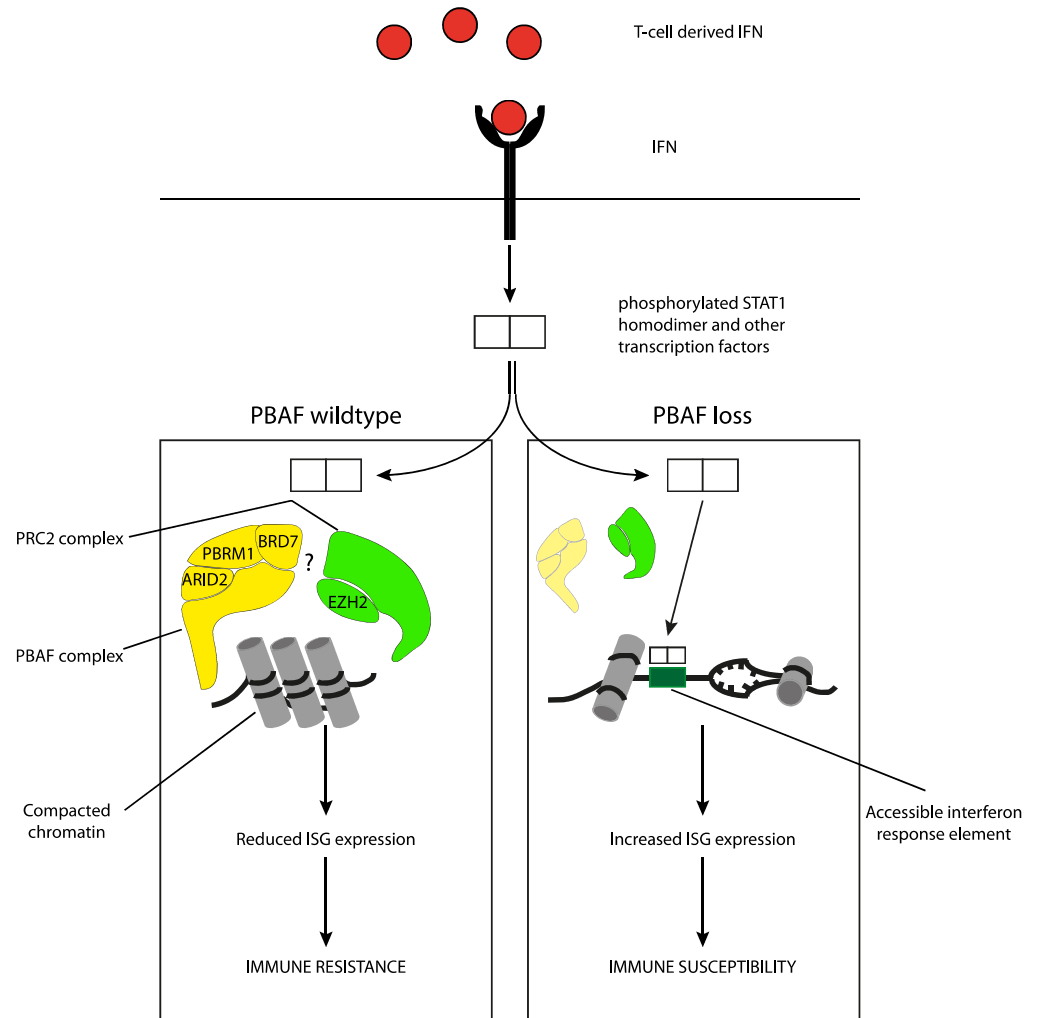 T-cell derived IFN
IFN
phosphorylated STAT1
homodimer and other
transcription factors
PBAF wildtype
PBAF loss
PRC2 complex
BRD7
PBRM1
?
ARID2
EZH2
PBAF complex
Compacted
chromatin
Accessible interferon
response element
Reduced ISG expression
Increased ISG expression
IMMUNE RESISTANCE
IMMUNE SUSCEPTIBILITY